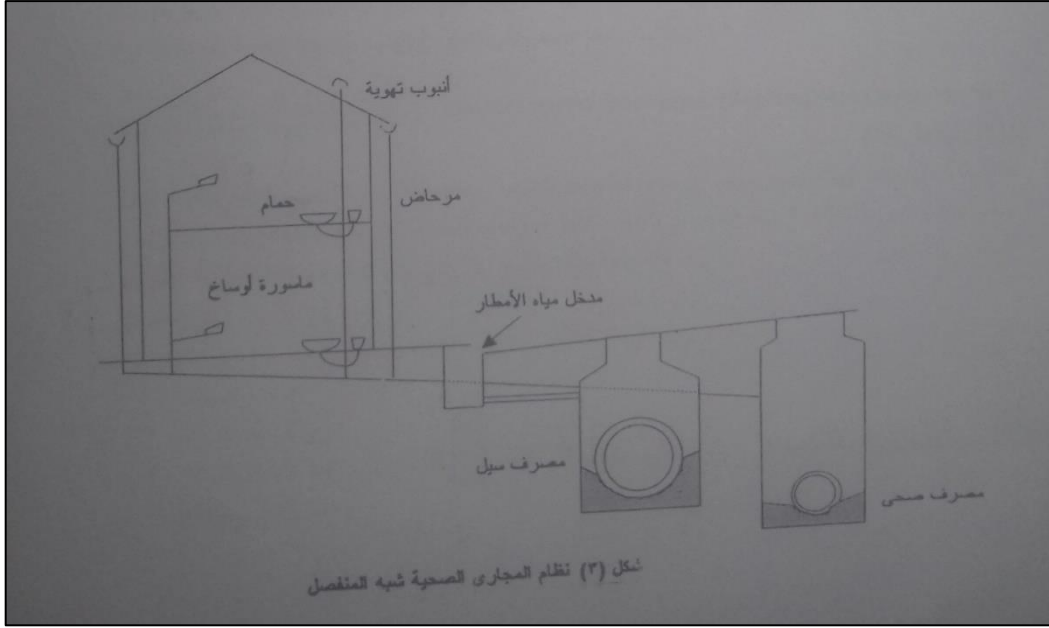 أنبوب تهوية
مرحاض
حمام
ماسورة أوساخ
مدخل مياه الأمطار
مصرف سيل
مصرف صحى
شكل (٣) نظام المجارى الصحية شبه المنفصل